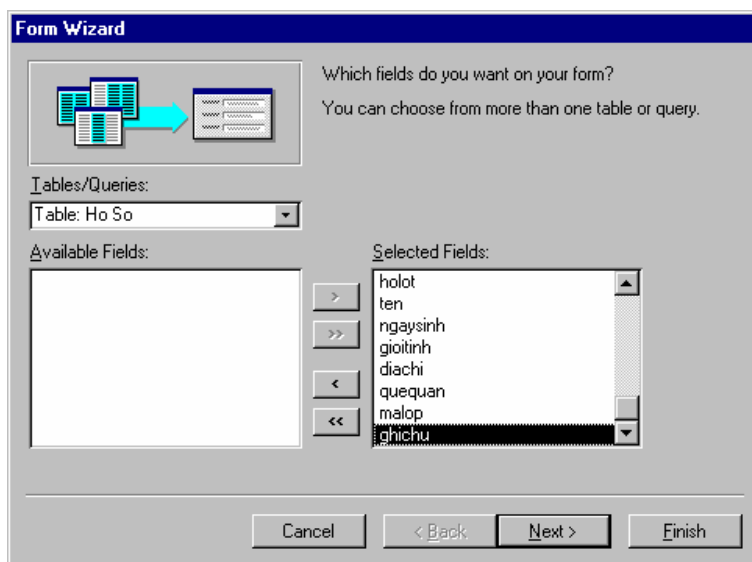 Form Wizard
Which fields do you want on your form?
You can choose from more than one table or query.
Tables/Queries:
Table: Ho So
Available Fields:
Selected Fields:
holot
ten
ngaysinh
gioitinh
diachi
quequan
malop
ghichu
>
>>
<
<<
Cancel
< Back
Next >
Finish